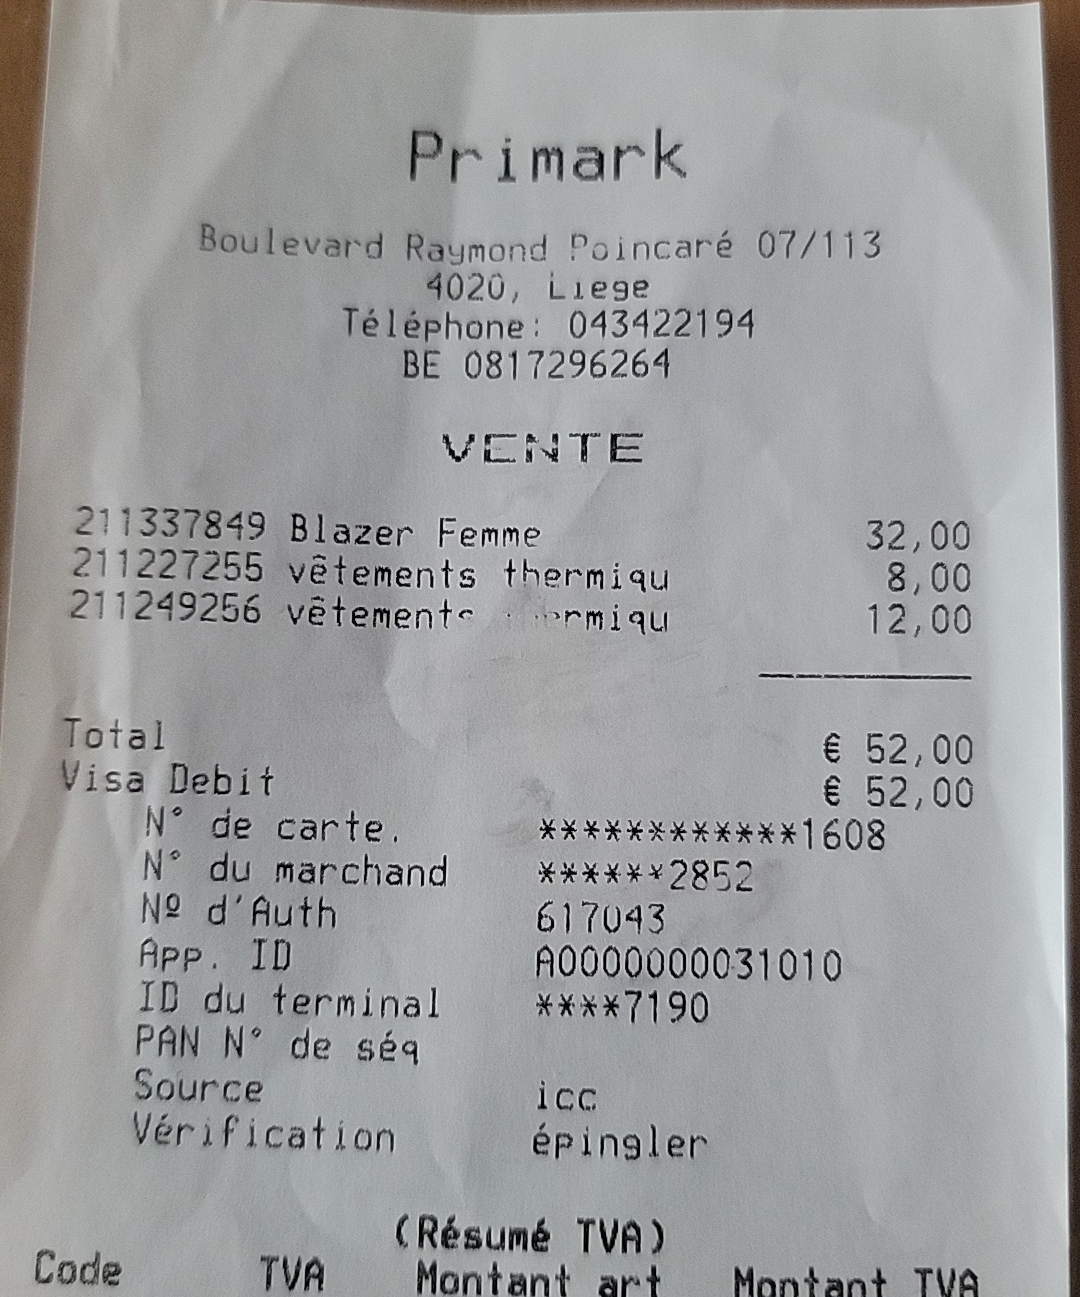 Primark
Boulevard Raymond Poincaré 07/113
4020, Liege
Téléphone: 043422194
BE 0817296264
VENTE
211337849 Blazer Femme 32,00
211227255 vêtements thermiqu 8,00
211249256 vêtements thermiqu 12,00
Total € 52,00
Visa Debit € 52,00
N° de carte. ************1608
N° du marchand ******2852
Nº d'Auth 617043
App. ID A0000000031010
ID du terminal ****7190
PAN N° de séq
Source icc
Vérification épingler
(Résumé TVA)
Code TVA Montant art Montant TVA